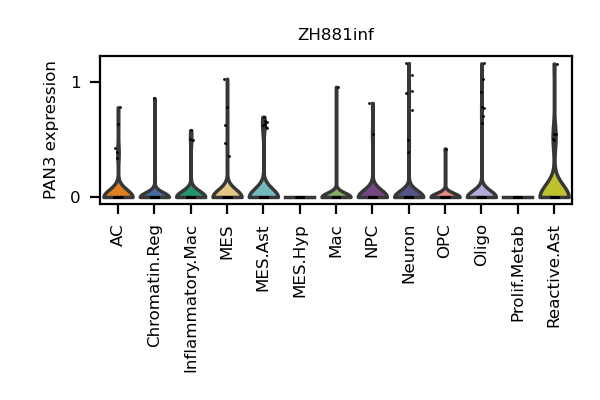 ZH881inf
PAN3 expression
1
0
AC
Chromatin.Reg
Inflammatory.Mac
MES
MES.Ast
MES.Hyp
Mac
NPC
Neuron
OPC
Oligo
Prolif.Metab
Reactive.Ast